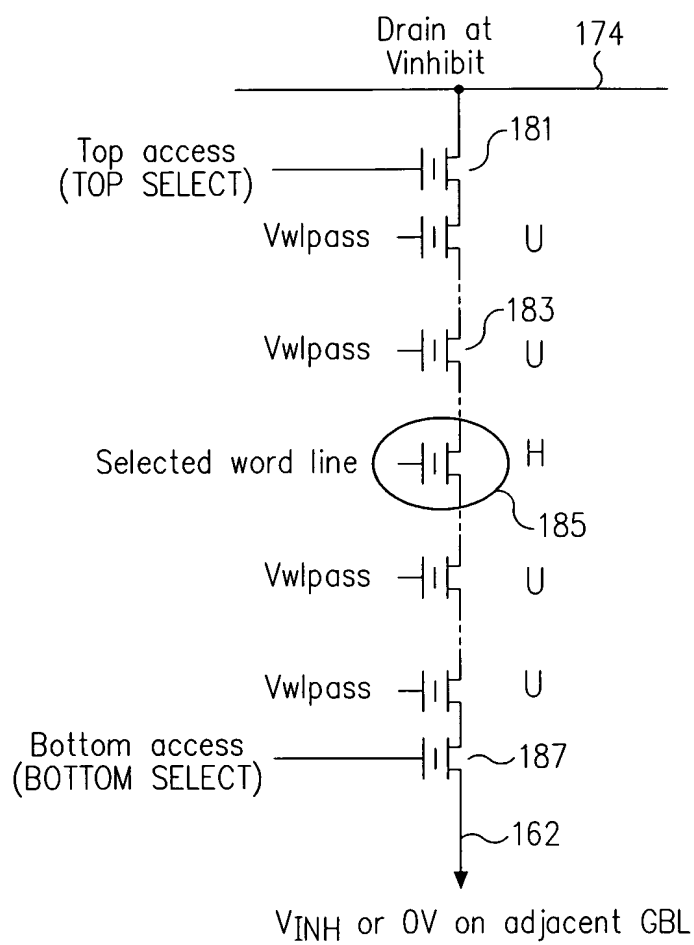 Drain at
Vinhibit
174
181
Top access
(TOP SELECT)
Vwlpass
U
183
Vwlpass
U
Selected word line
H
185
Vwlpass
U
Vwlpass
U
Bottom access
(BOTTOM SELECT)
187
162
VINH or 0V on adjacent GBL